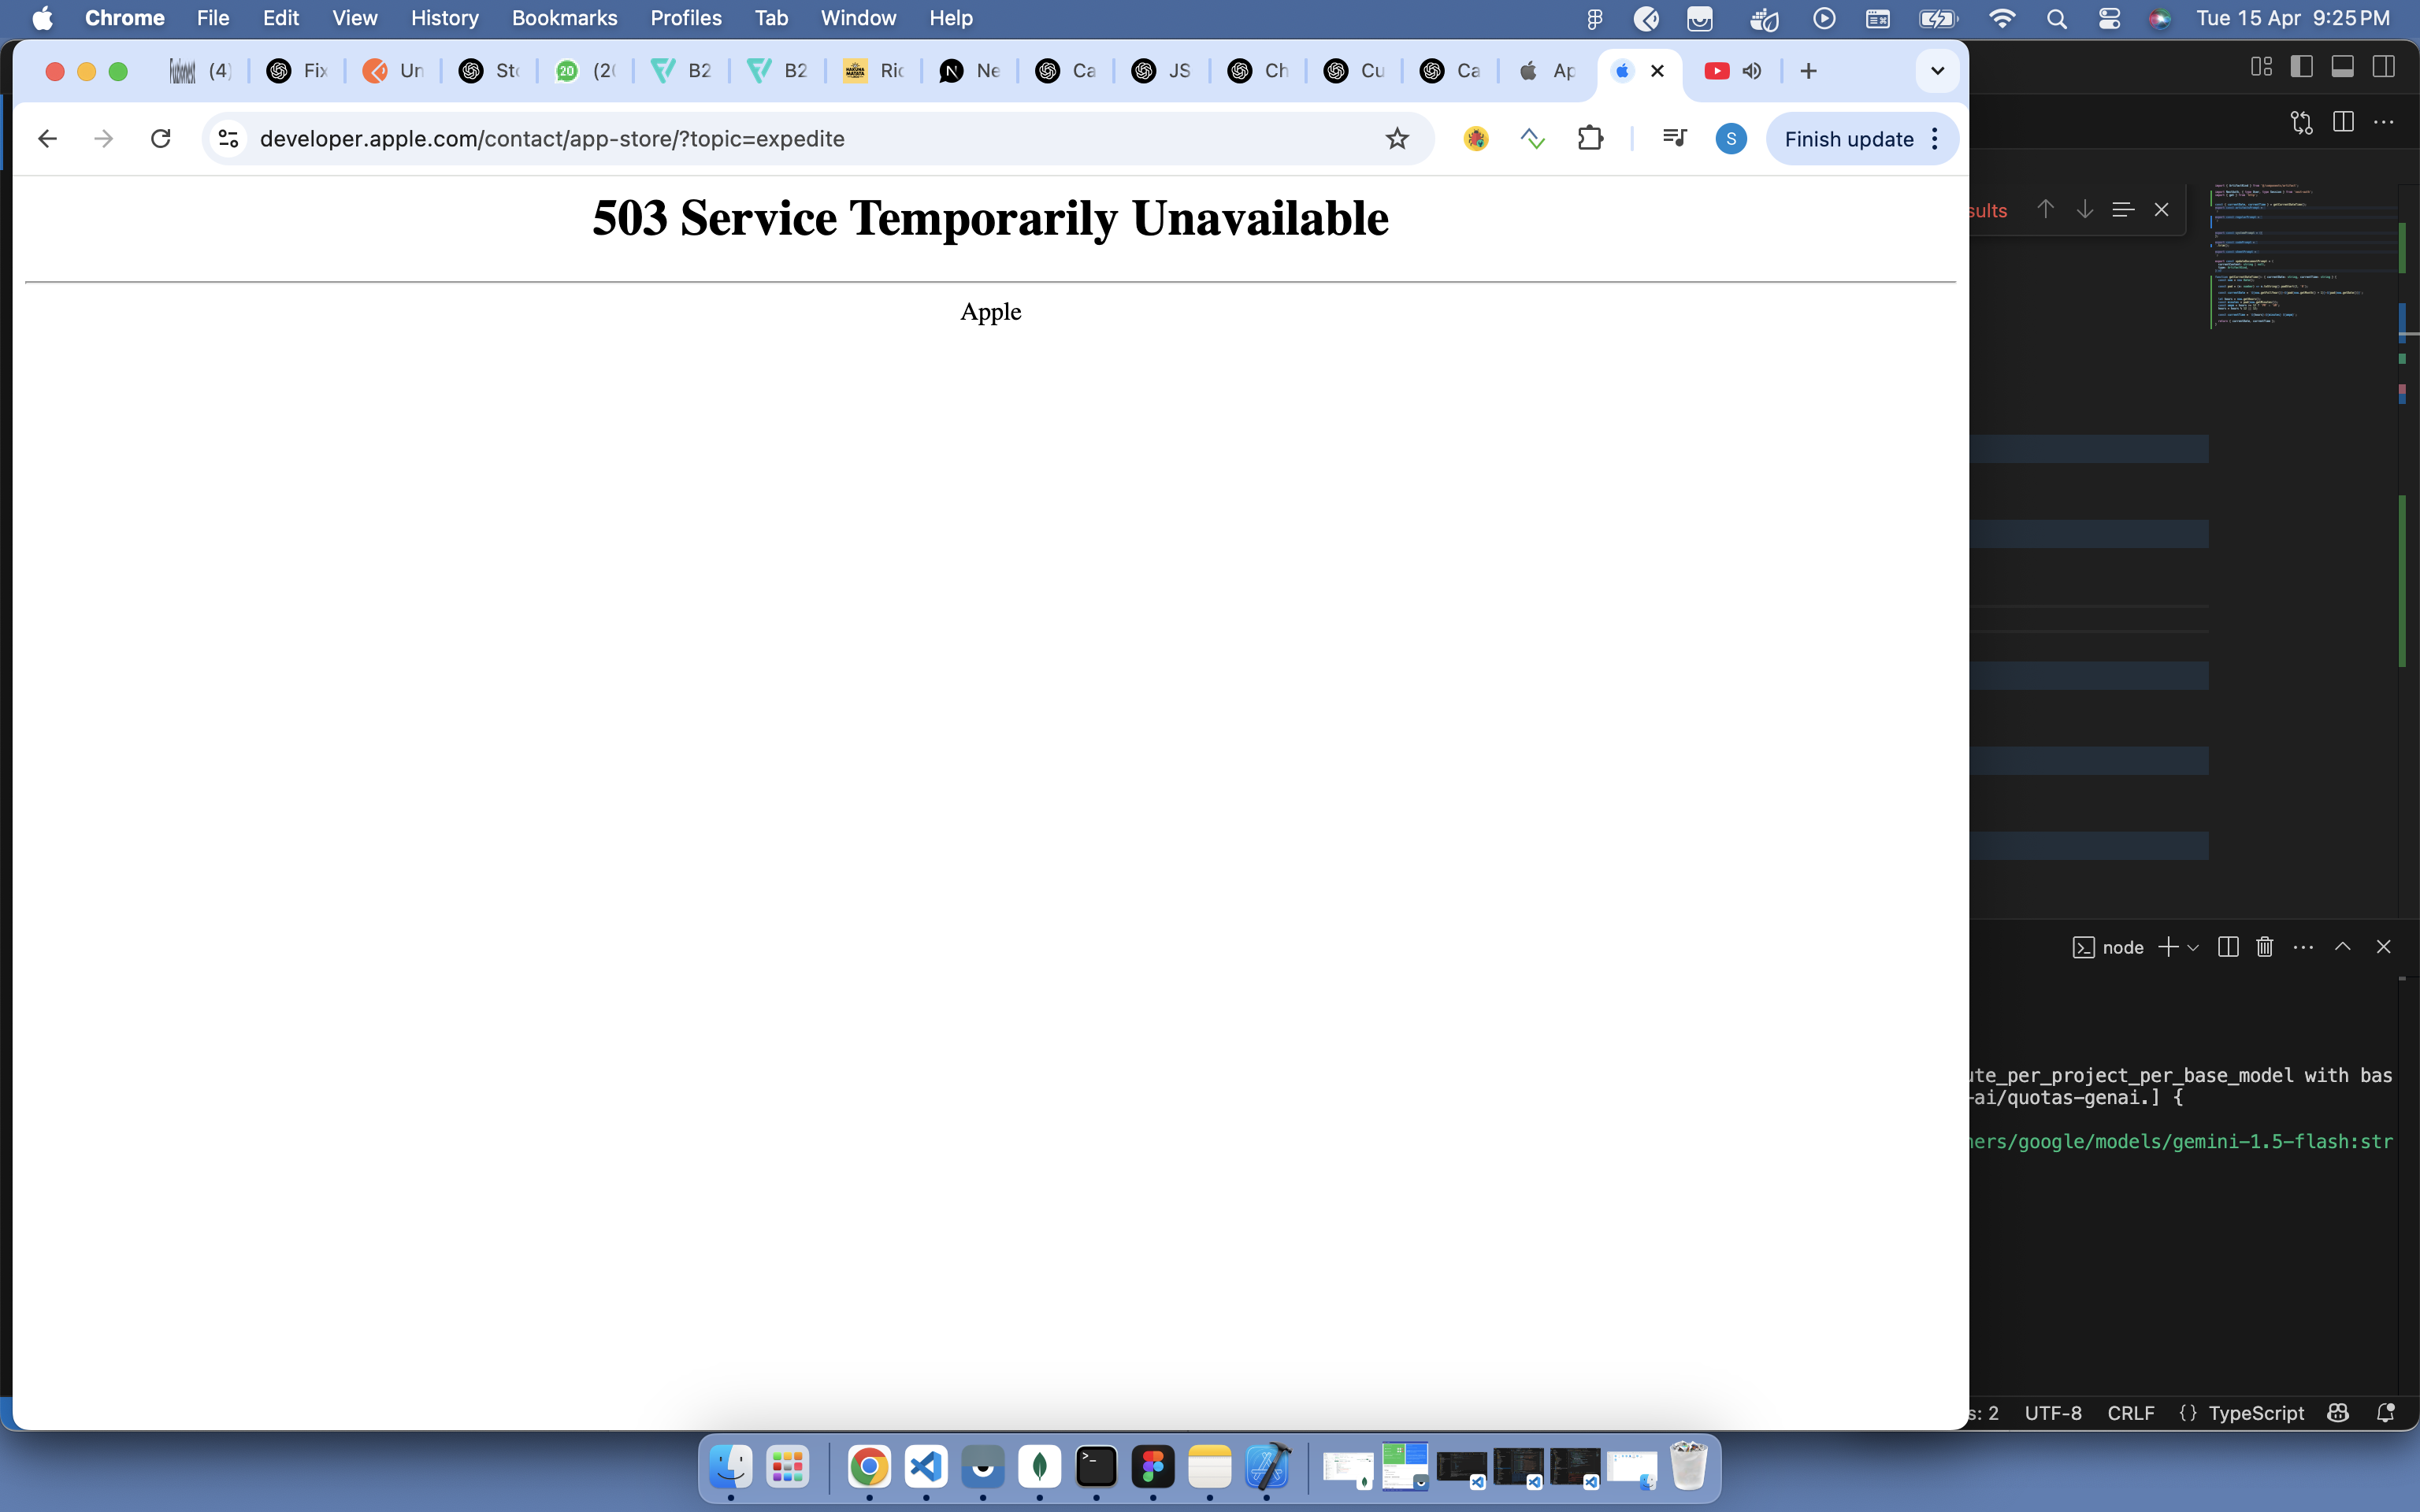 Chrome File Edit View History Bookmarks Profiles Tab Window Help Tue 15 Apr 9:25 PM
(4) Fix Un Sto 20 (20 B2 B2 Ric Ne Ca JS Ch Cu Ca Ap
developer.apple.com/contact/app-store/?topic=expedite S Finish update
503 Service Temporarily Unavailable
Apple
sults
node
ute_per_project_per_base_model with bas
-ai/quotas-genai.] {
ners/google/models/gemini-1.5-flash:str
s: 2 UTF-8 CRLF {} TypeScript